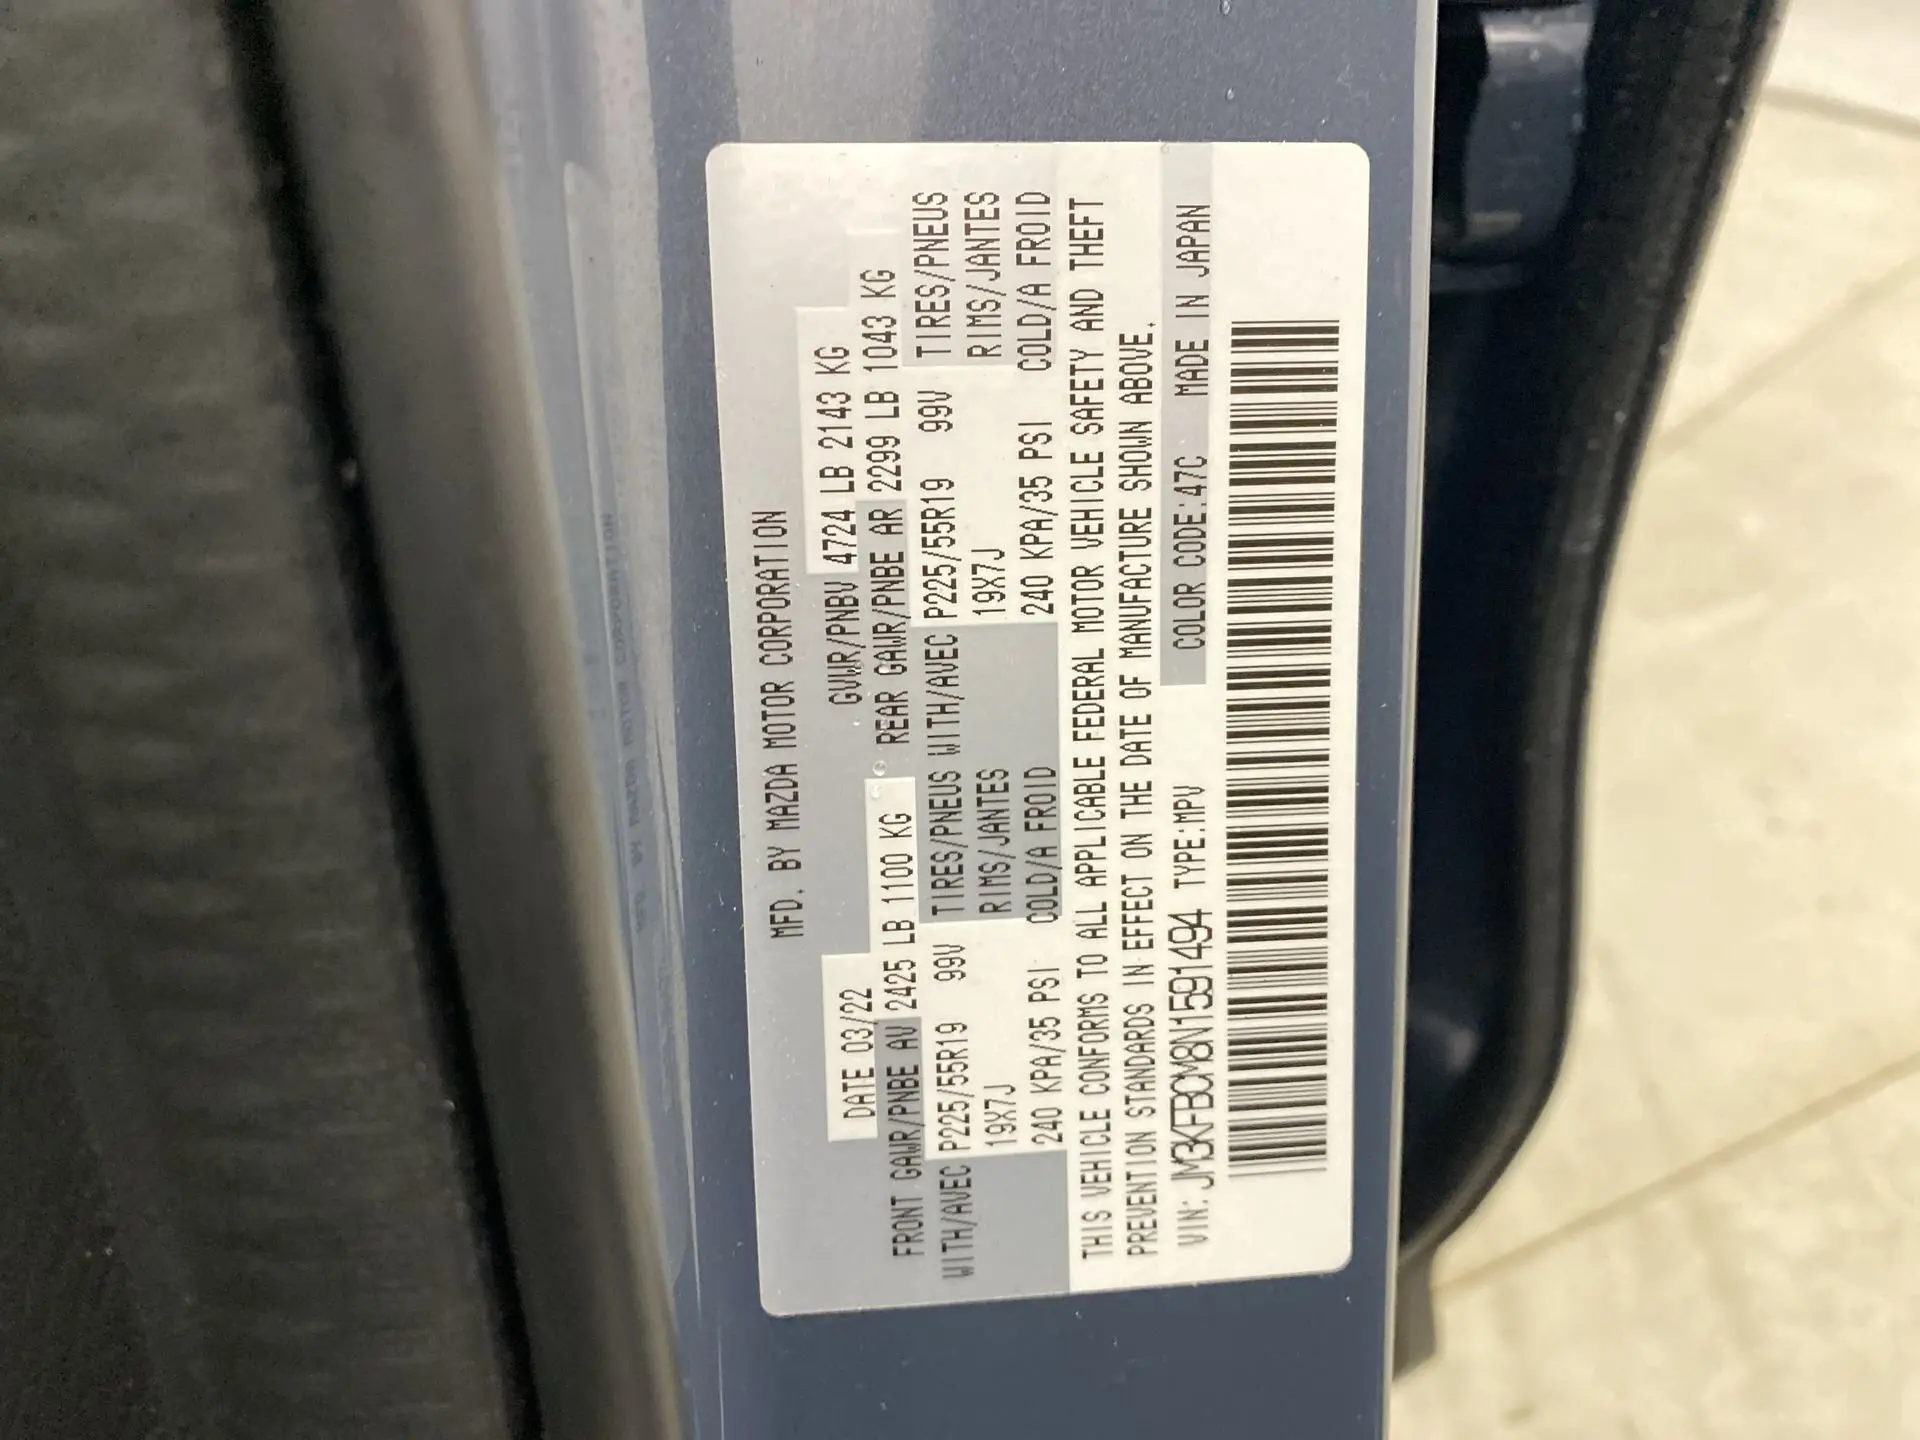 MFD. BY MAZDA MOTOR CORPORATION
DATE 03/22 GVWR/PNBV 4724 LB 2143 KG
FRONT GAWR/PNBE AV 2425 LB 1100 KG REAR GAWR/PNBE AR 2299 LB 1043 KG
WITH/AVEC P225/55R19 99V TIRES/PNEUS WITH/AVEC P225/55R19 99V TIRES/PNEUS
19X7J RIMS/JANTES 19X7J RIMS/JANTES
240 KPA/35 PSI COLD/A FROID 240 KPA/35 PSI COLD/A FROID
THIS VEHICLE CONFORMS TO ALL APPLICABLE FEDERAL MOTOR VEHICLE SAFETY AND THEFT
PREVENTION STANDARDS IN EFFECT ON THE DATE OF MANUFACTURE SHOWN ABOVE.
VIN: JM3KFBCM8N1591494 TYPE:MPV COLOR CODE:47C MADE IN JAPAN